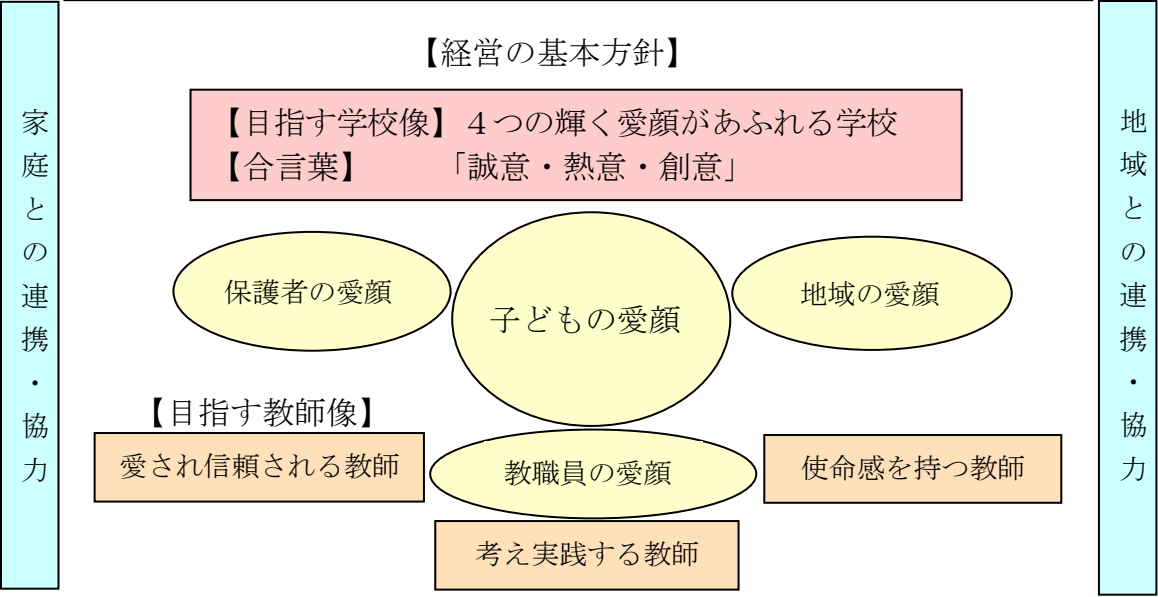 【経営の基本方針】
【目指す学校像】４つの輝く愛顔があふれる学校
【合言葉】　　　「誠意・熱意・創意」
家庭との連携・協力
地域との連携・協力
保護者の愛顔
子どもの愛顔
地域の愛顔
【目指す教師像】
愛され信頼される教師
教職員の愛顔
使命感を持つ教師
考え実践する教師